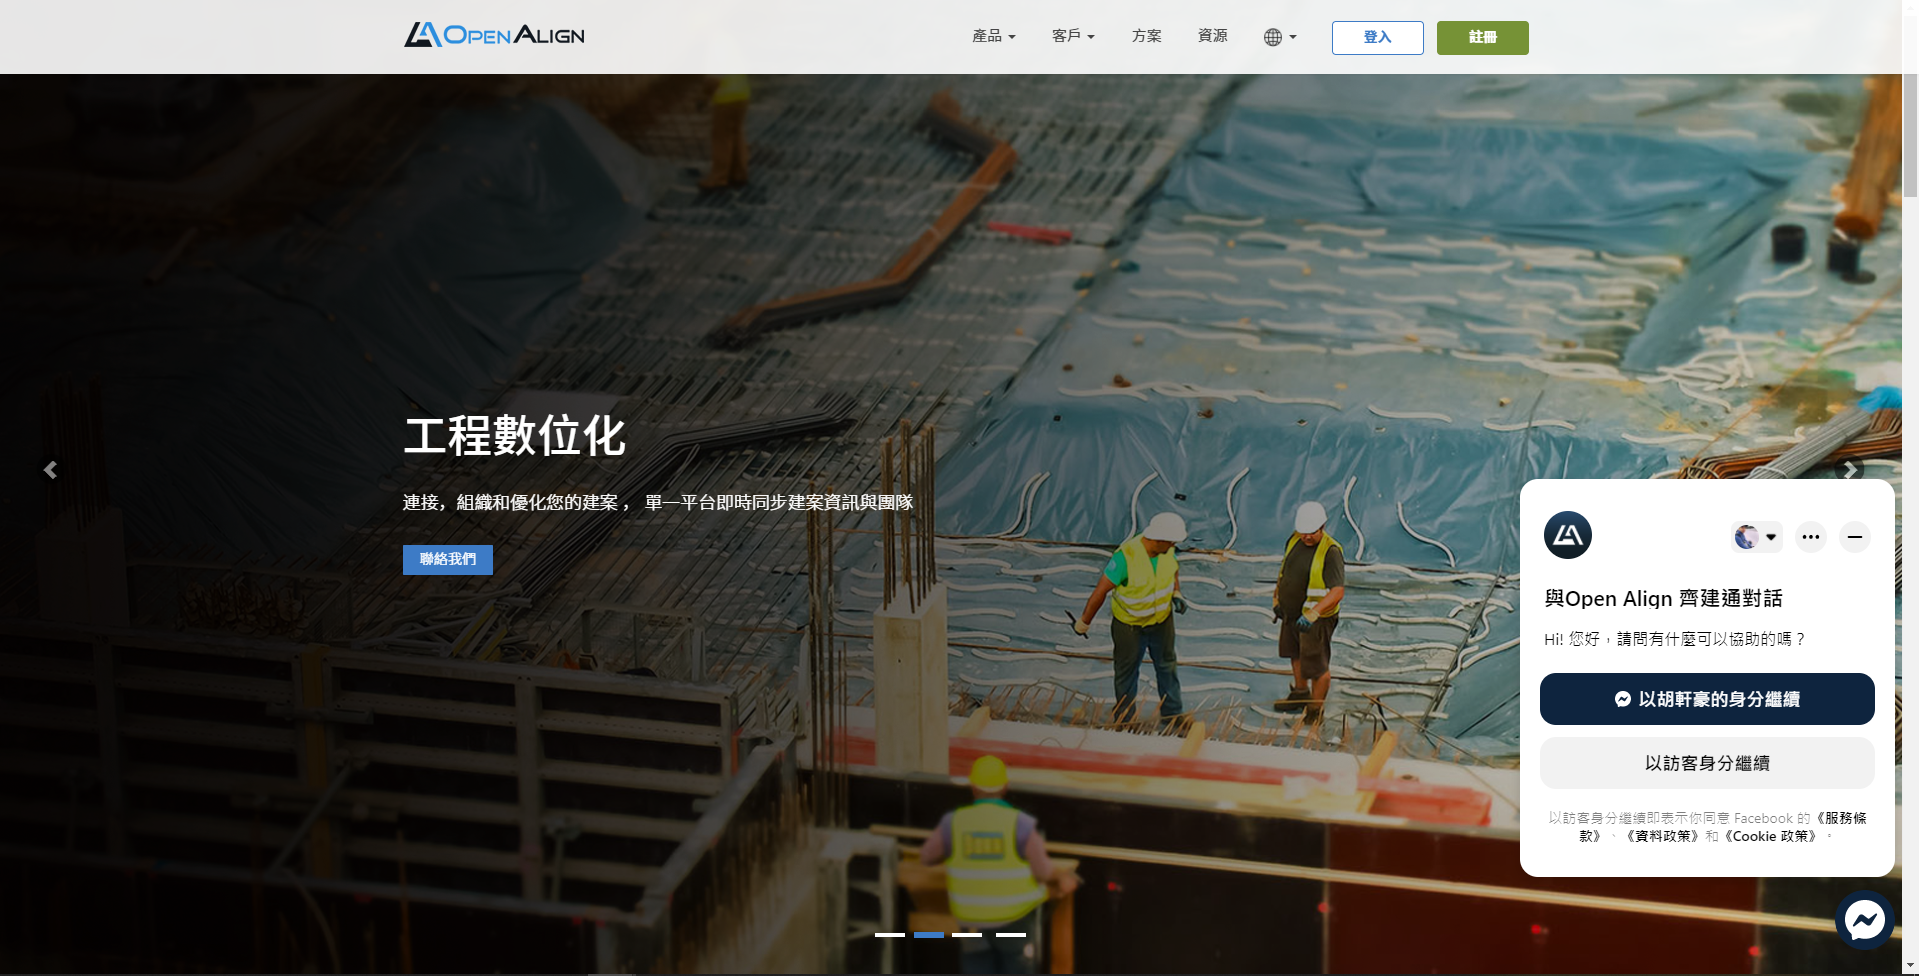 OPEN ALIGN
產品
客戶
方案
資源
登入
註冊
工程數位化
連接，組織和優化您的建案， 單一平台即時同步建案資訊與團隊
聯絡我們
與Open Align 齊建通對話
Hi! 您好，請問有什麼可以協助的嗎？
以胡軒豪的身分繼續
以訪客身分繼續
以訪客身分繼續即表示你同意 Facebook 的《服務條
款》、《資料政策》和《Cookie 政策》。